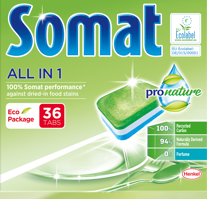 Somat
Ecolabel
ALL IN 1
100% Somat performance*
against dried-in food stains
Eco
Package
36
TABS
pronature
100
Recycled
Carton
94
Naturally Derived
Formula
0
Perfume
Henkel